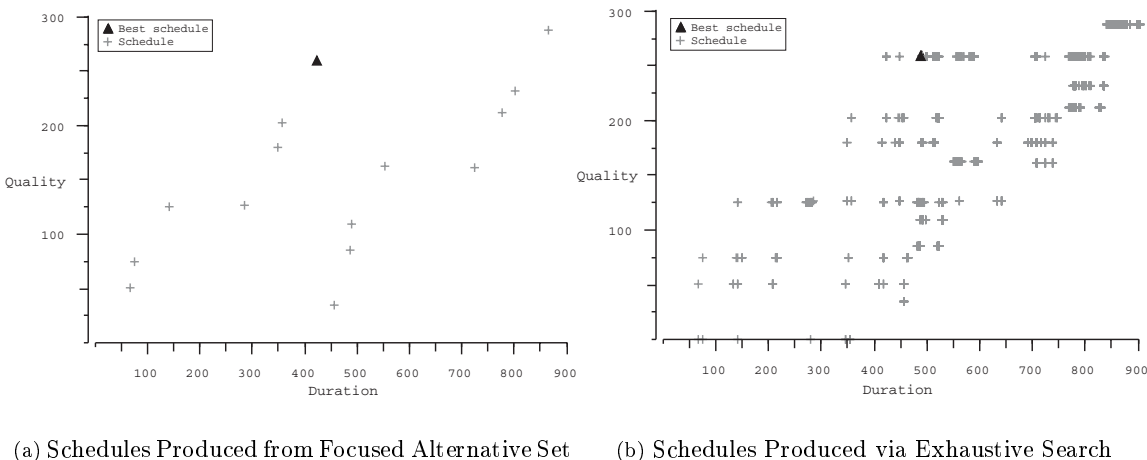 300
200
100
Quality
Best schedule
Schedule
100 200 300 400 500 600 700 800 900
Duration
(a) Schedules Produced from Focused Alternative Set
300
200
100
Quality
Best schedule
Schedule
100 200 300 400 500 600 700 800 900
Duration
(b) Schedules Produced via Exhaustive Search